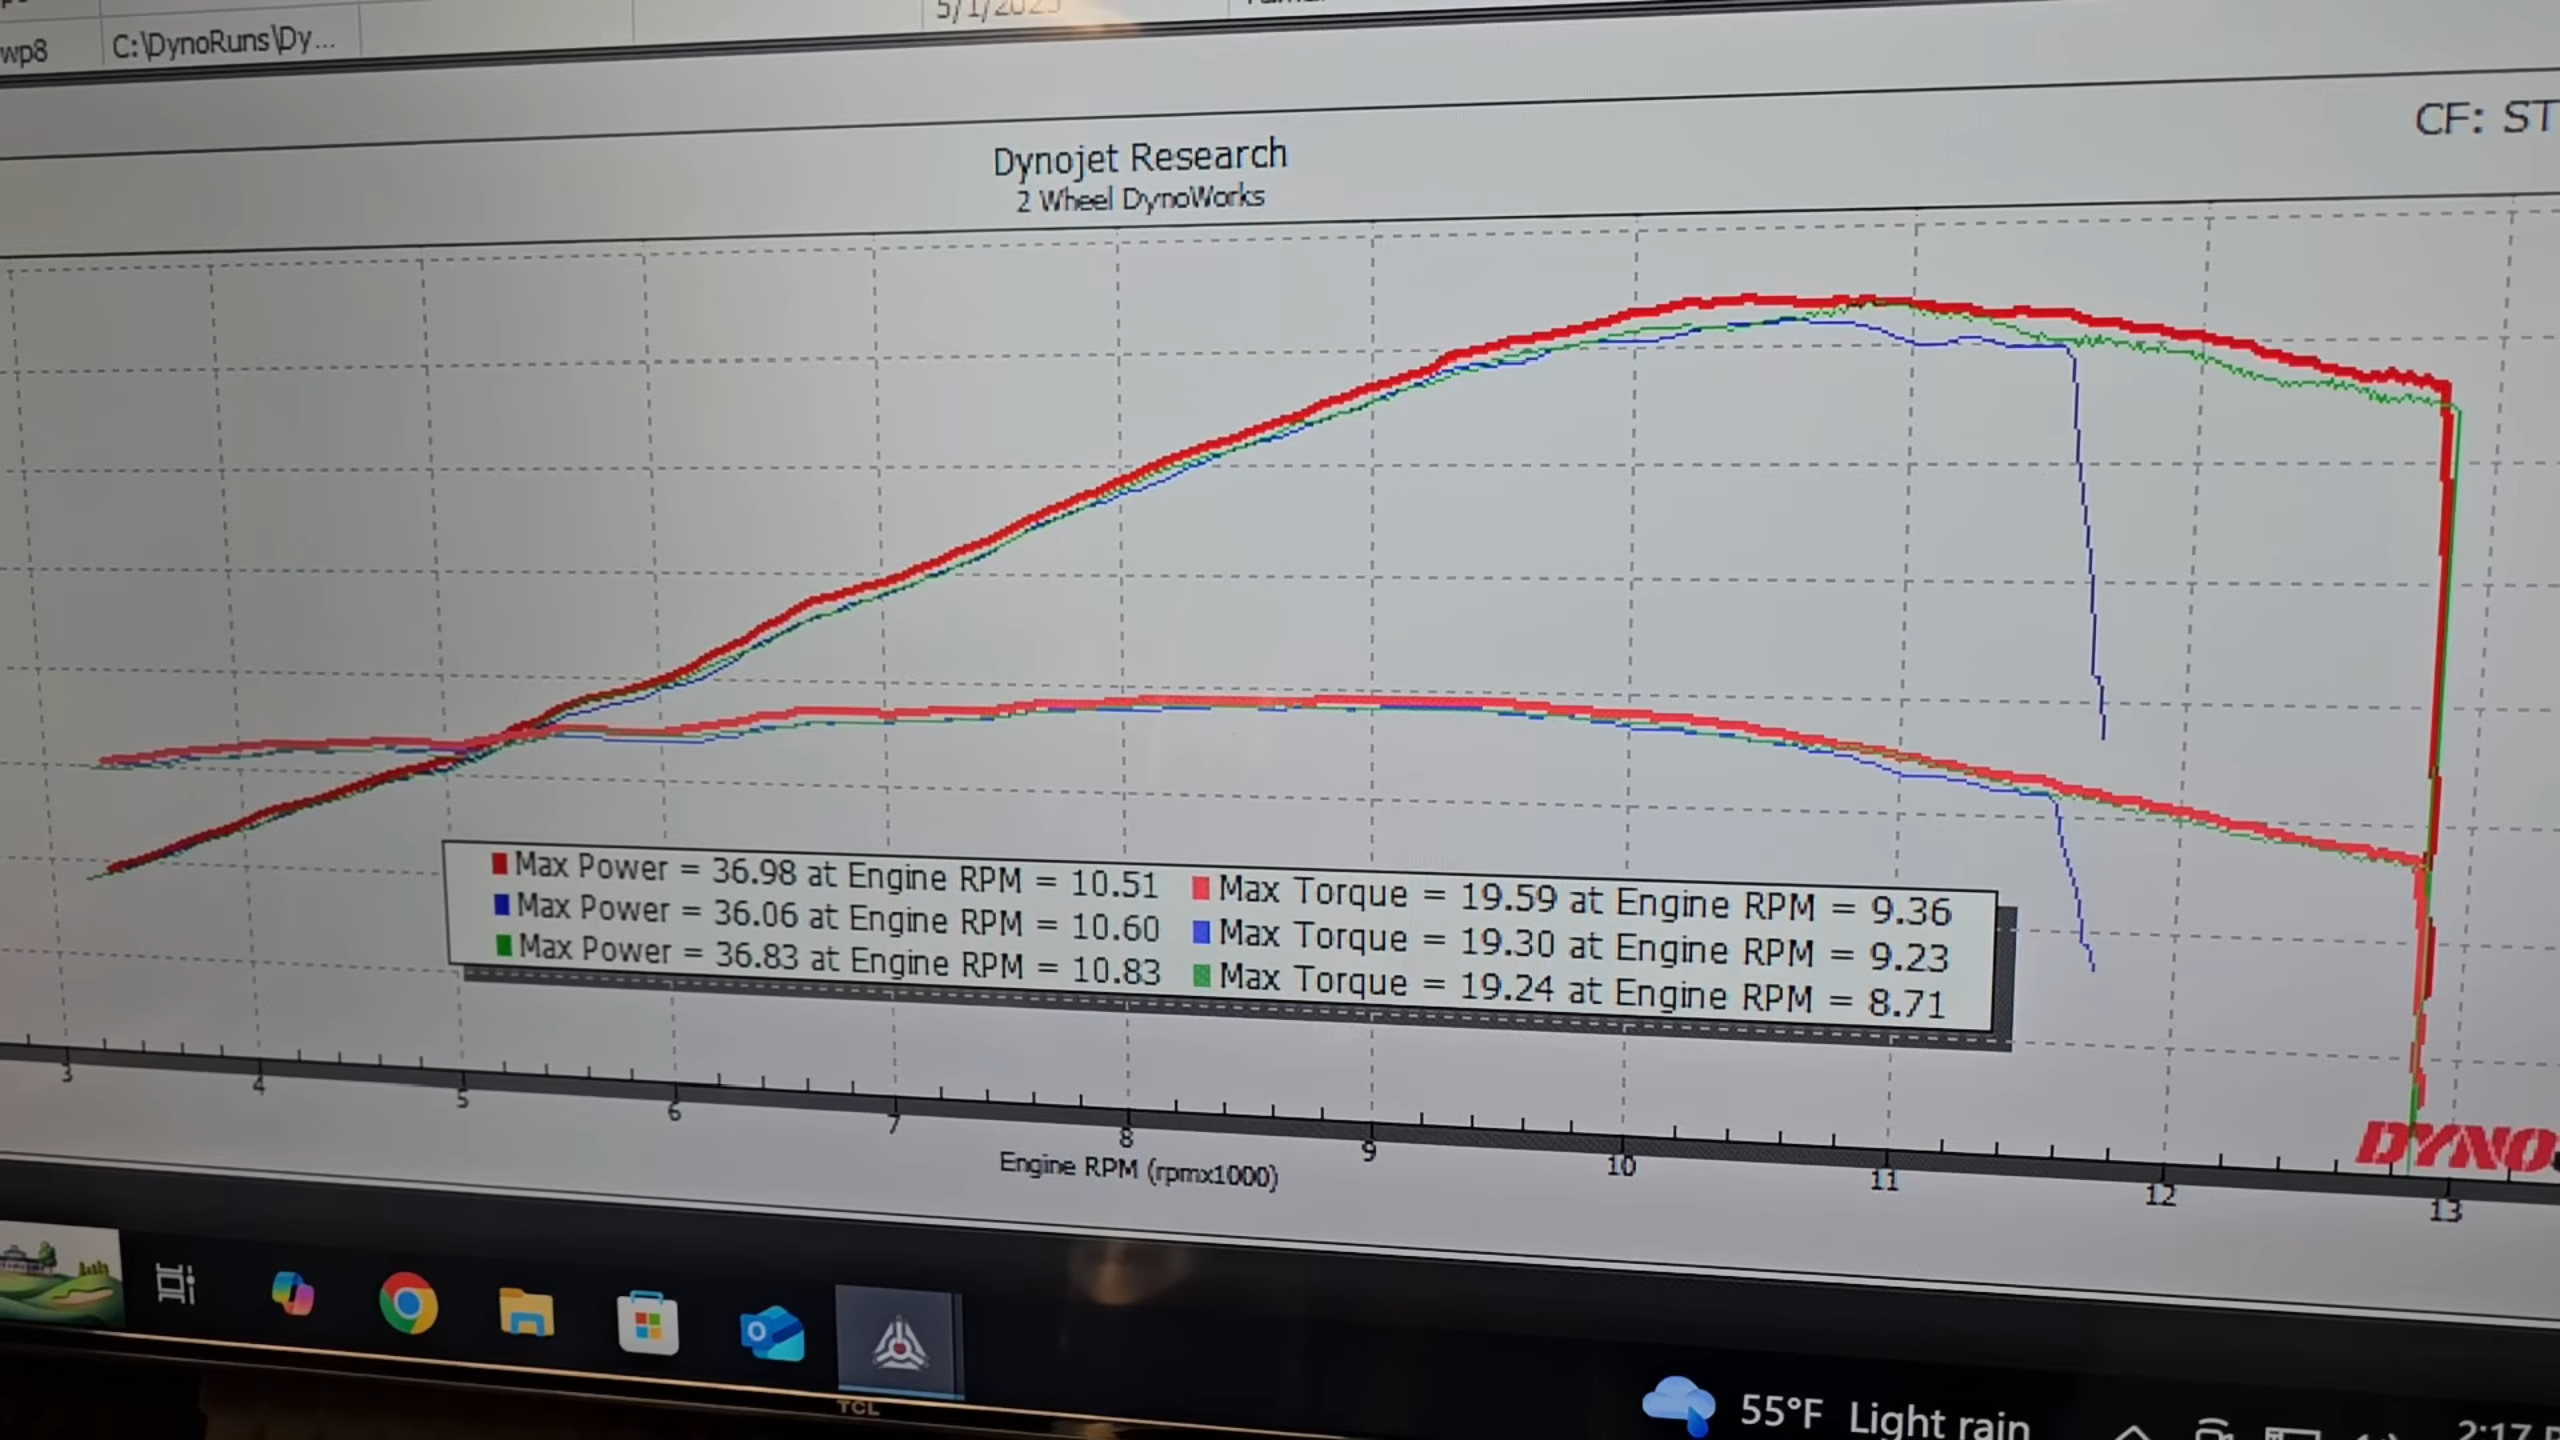 wp8 C:\DynoRuns\Dy...
CF: ST
Dynojet Research
2 Wheel DynoWorks
Max Power = 36.98 at Engine RPM = 10.51 Max Torque = 19.59 at Engine RPM = 9.36
Max Power = 36.06 at Engine RPM = 10.60 Max Torque = 19.30 at Engine RPM = 9.23
Max Power = 36.83 at Engine RPM = 10.83 Max Torque = 19.24 at Engine RPM = 8.71
3 4 5 6 7 8 9 10 11 12 13
Engine RPM (rpmx1000)
DYNO
TCL
55°F Light rain
2:17